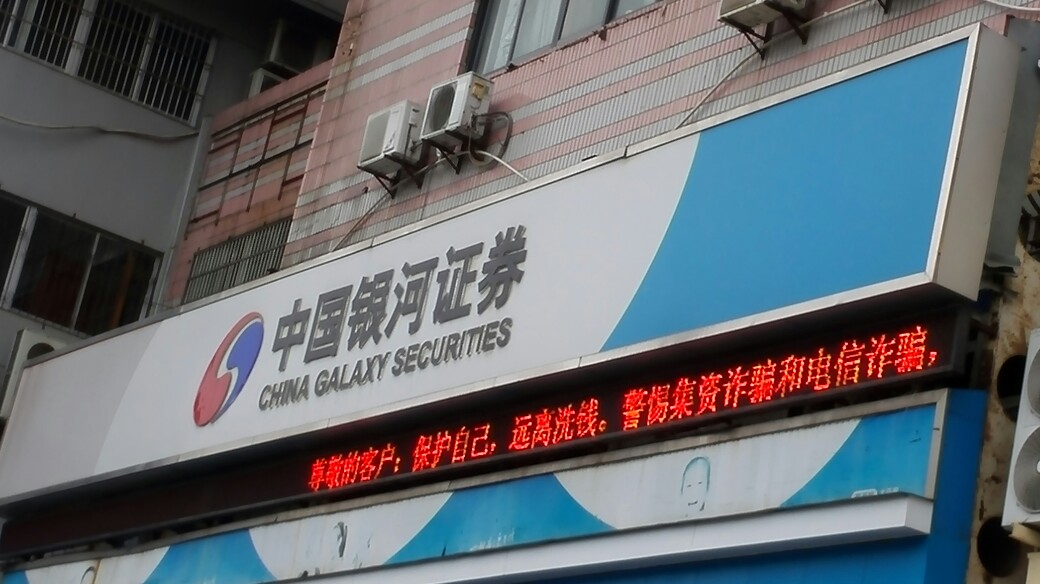 中国银河证券
CHINA GALAXY SECURITIES
尊敬的客户：保护自己，远离洗钱。警惕集资诈骗和电信诈骗，